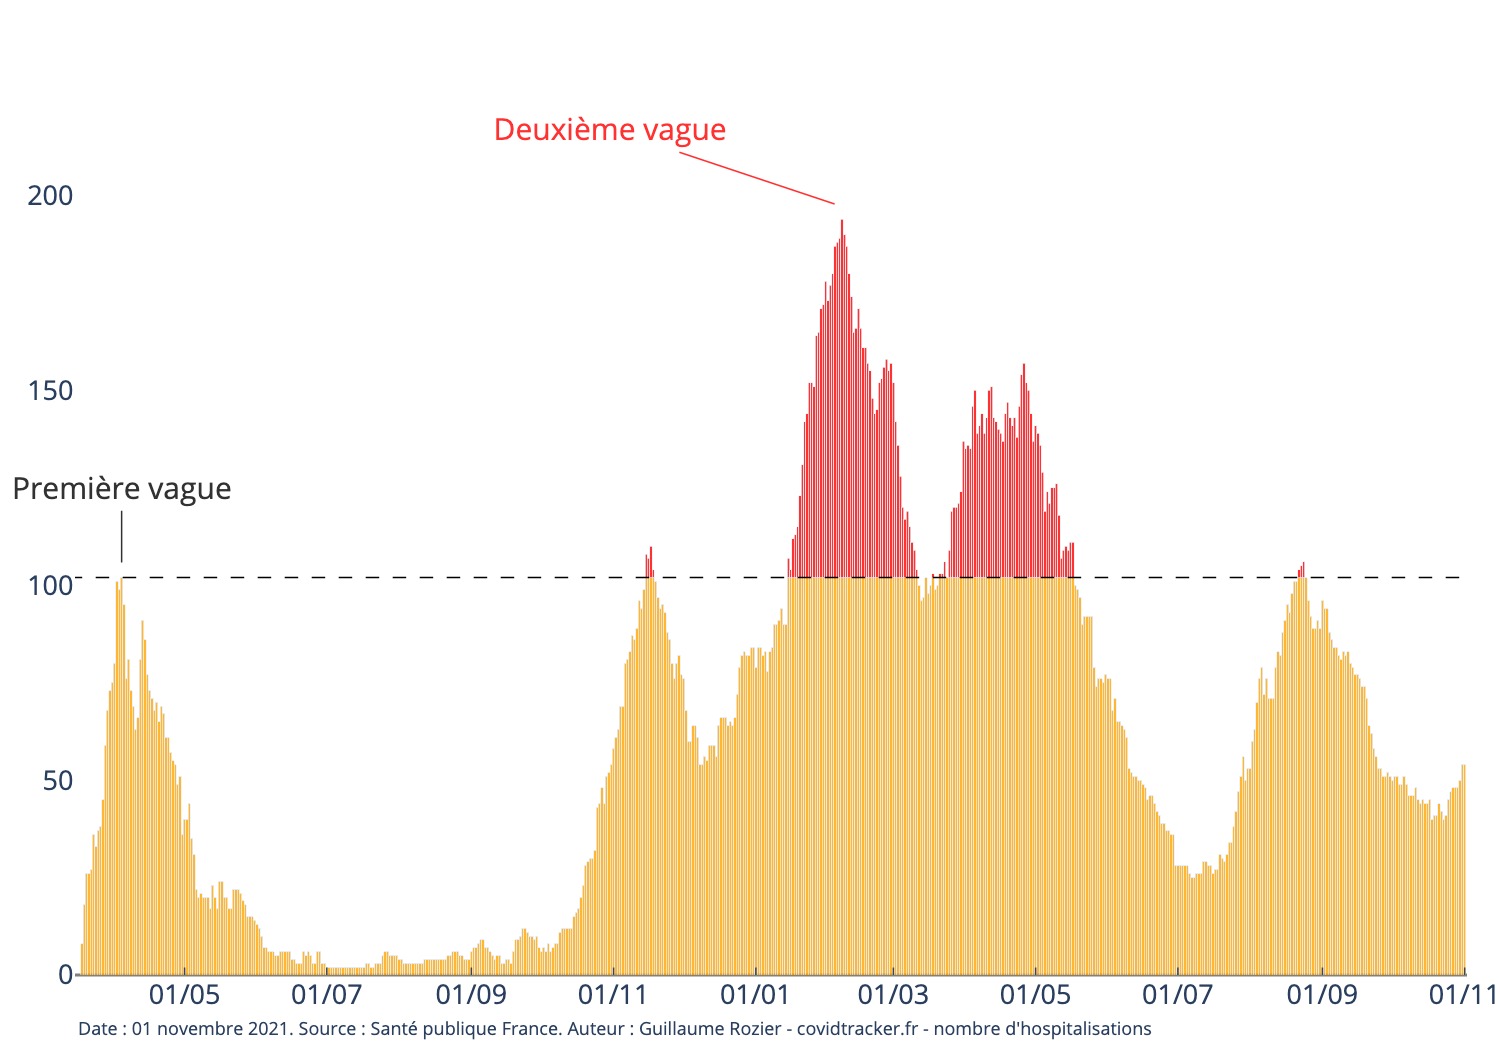 Deuxième vague
200
150
Première vague
100
50
0
01/05 01/07 01/09 01/11 01/01 01/03 01/05 01/07 01/09 01/11
Date : 01 novembre 2021. Source : Santé publique France. Auteur : Guillaume Rozier - covidtracker.fr - nombre d'hospitalisations